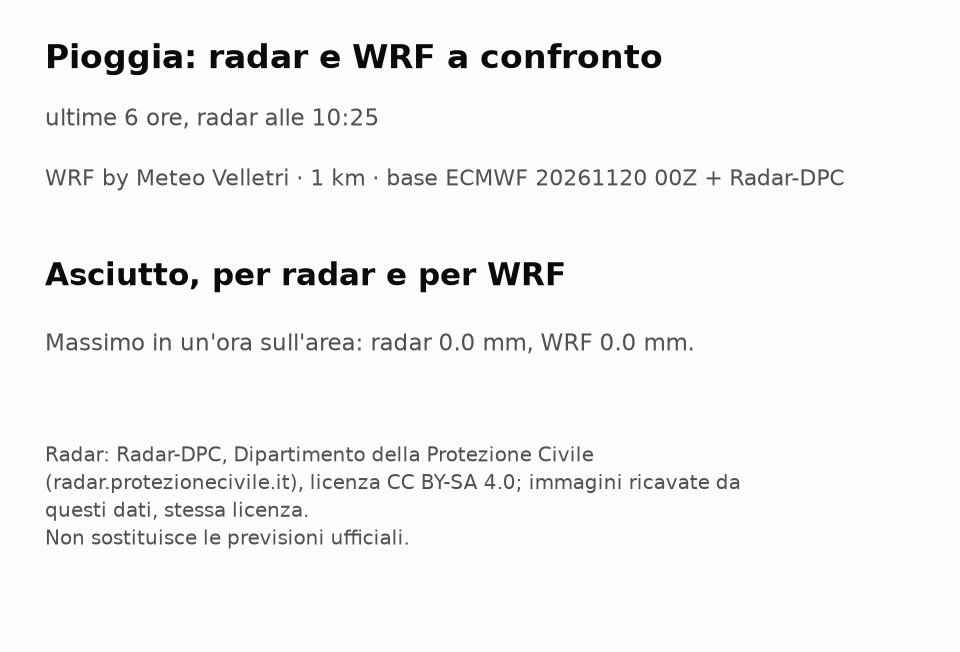 Pioggia: radar e WRF a confronto
ultime 6 ore, radar alle 10:25
WRF by Meteo Velletri · 1 km · base ECMWF 20261120 00Z + Radar-DPC
Asciutto, per radar e per WRF
Massimo in un'ora sull'area: radar 0.0 mm, WRF 0.0 mm.
Radar: Radar-DPC, Dipartimento della Protezione Civile
(radar.protezionecivile.it), licenza CC BY-SA 4.0; immagini ricavate da
questi dati, stessa licenza.
Non sostituisce le previsioni ufficiali.